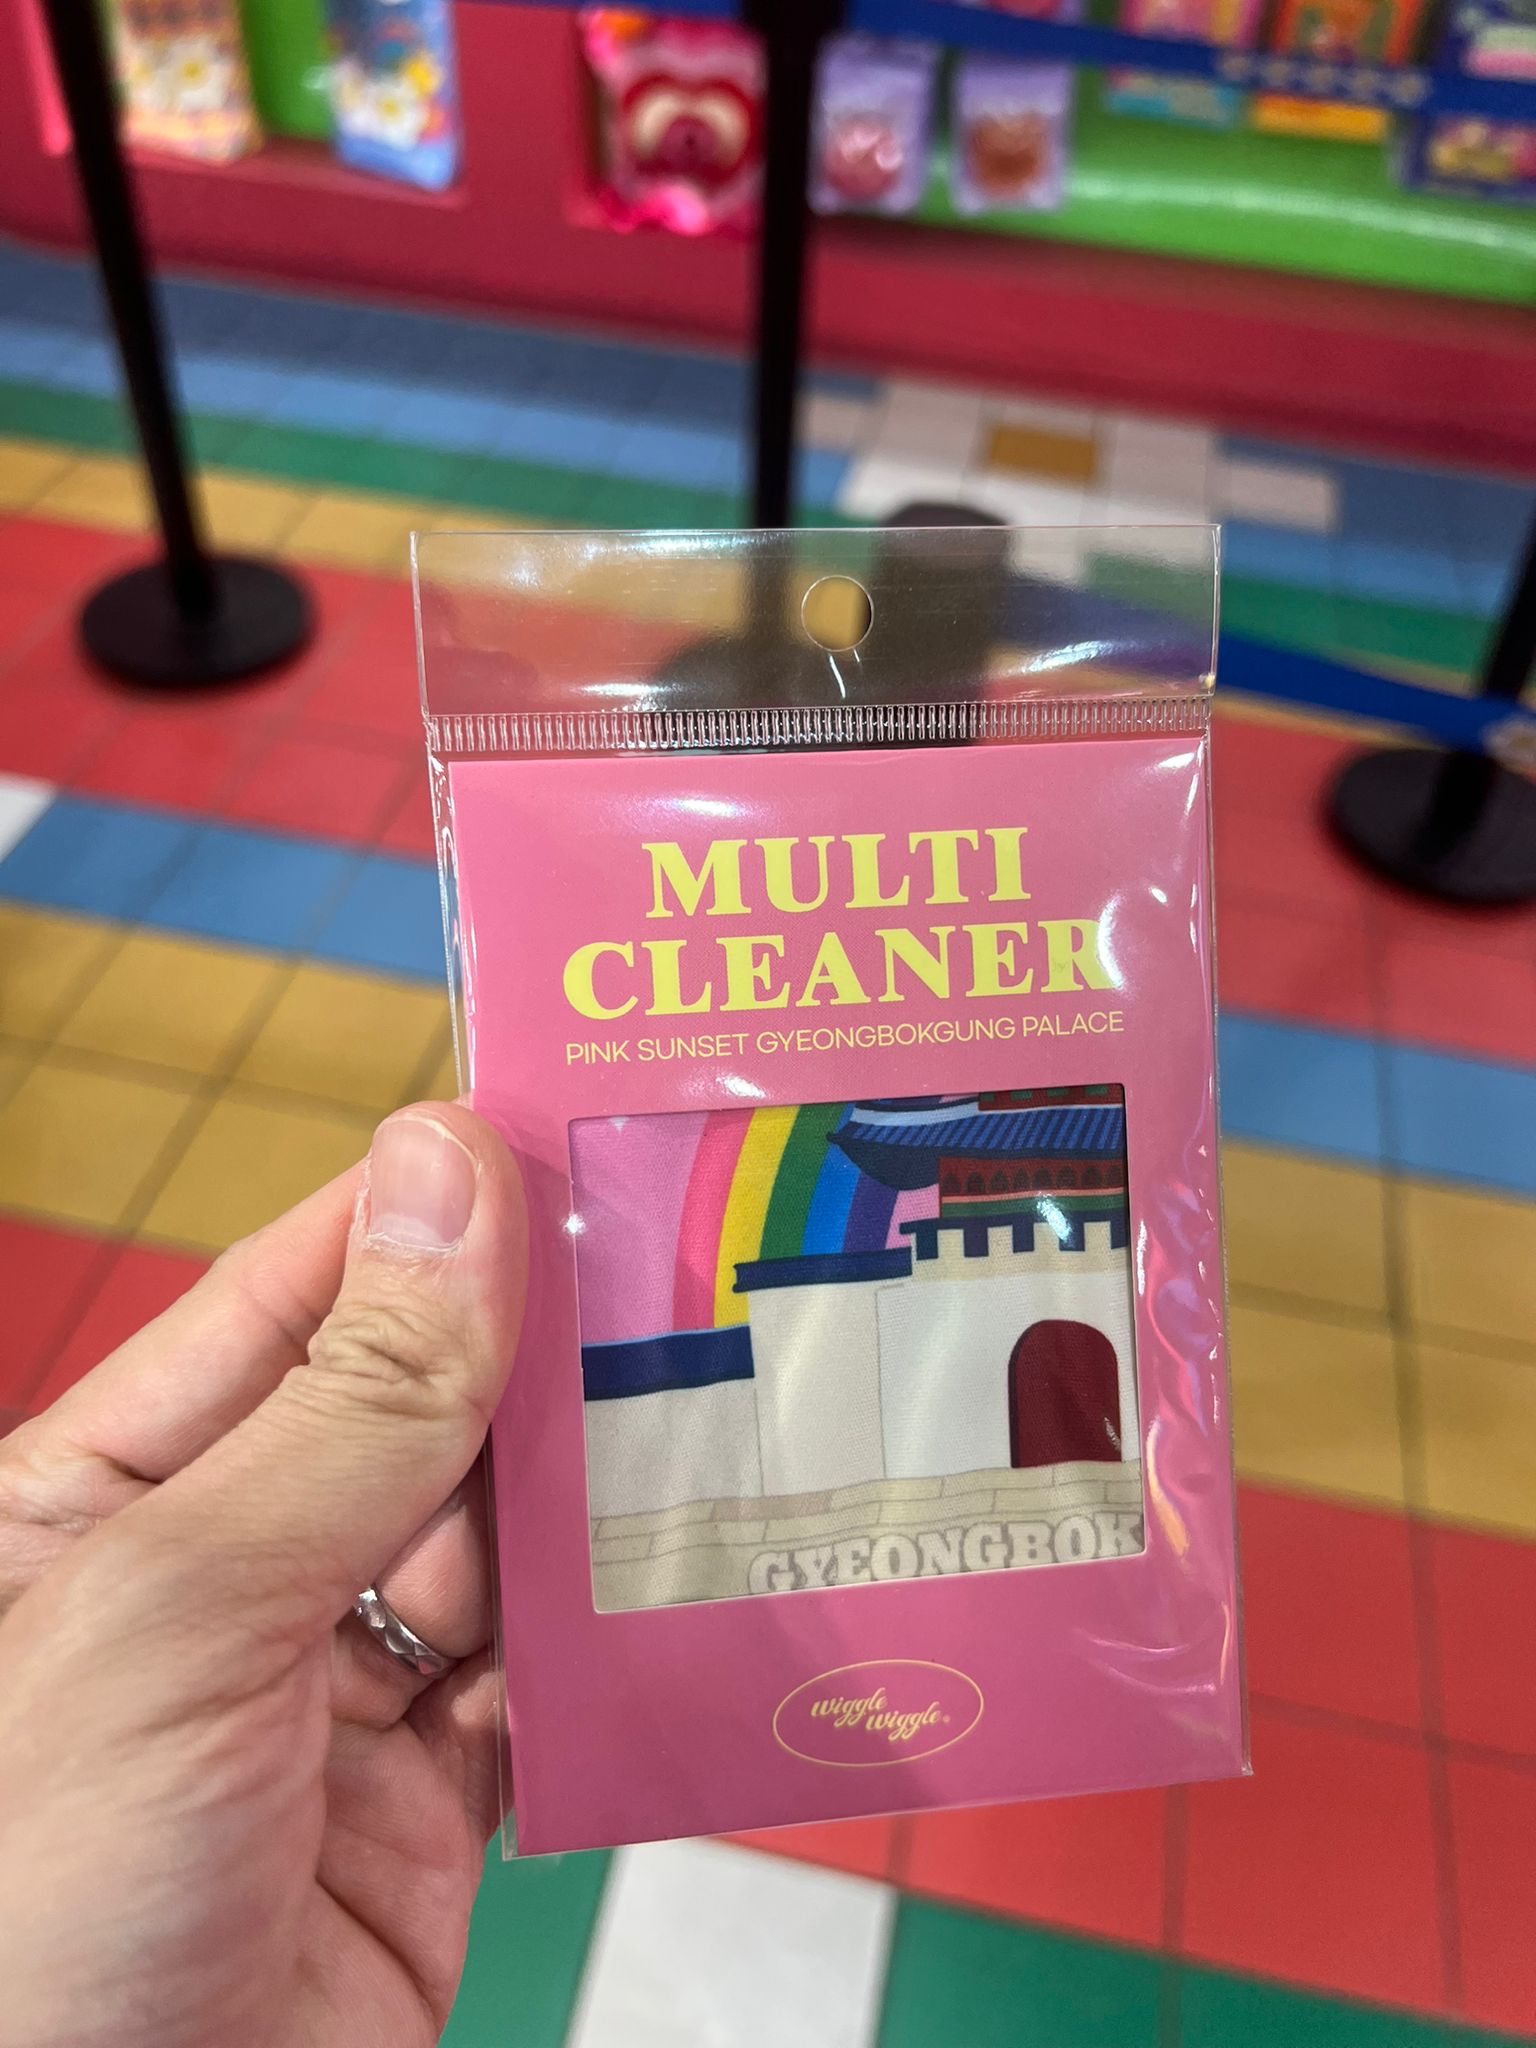 MULTI
CLEANER
PINK SUNSET GYEONGBOKGUNG PALACE
GYEONGBOK
wiggle
wiggle.